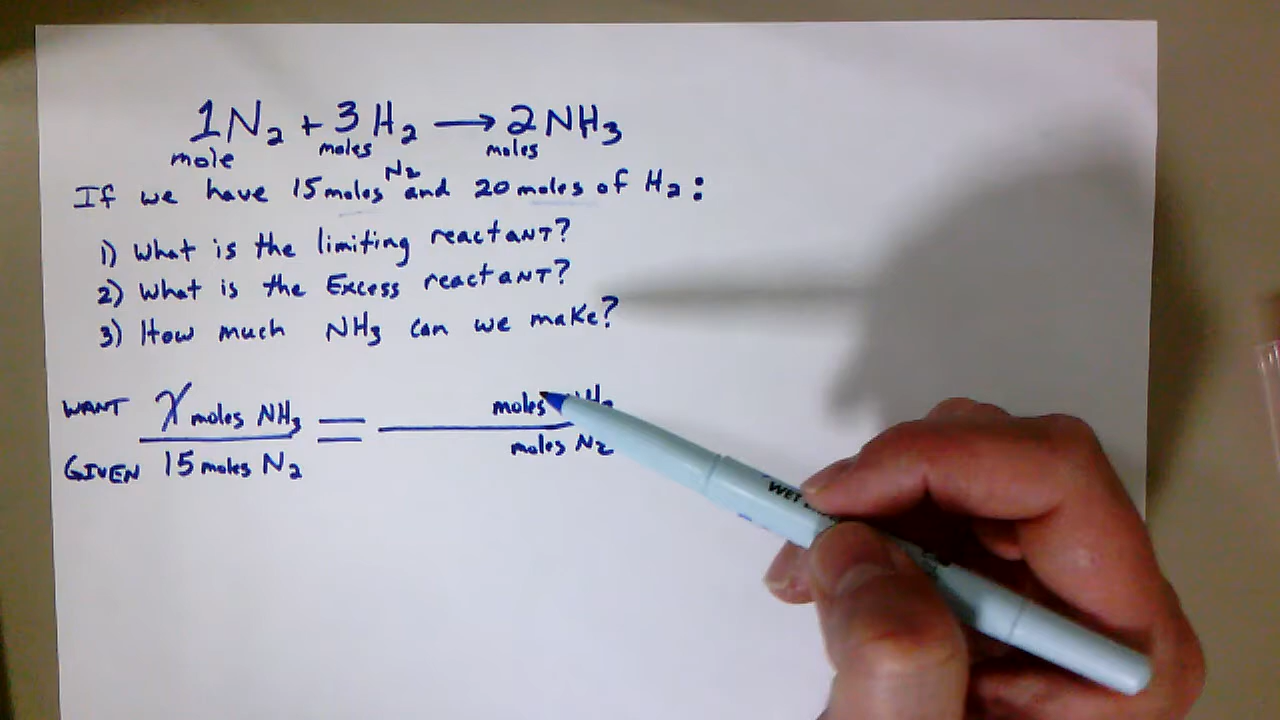 1N₂ + 3H₂ → 2NH₃
mole moles moles
If we have 15 moles N₂ and 20 moles of H₂:
1) What is the limiting reactANT?
2) What is the Excess reactANT?
3) How much NH₃ can we make?
WANT X moles NH₃ = moles
GIVEN 15 moles N₂ moles N₂
WET